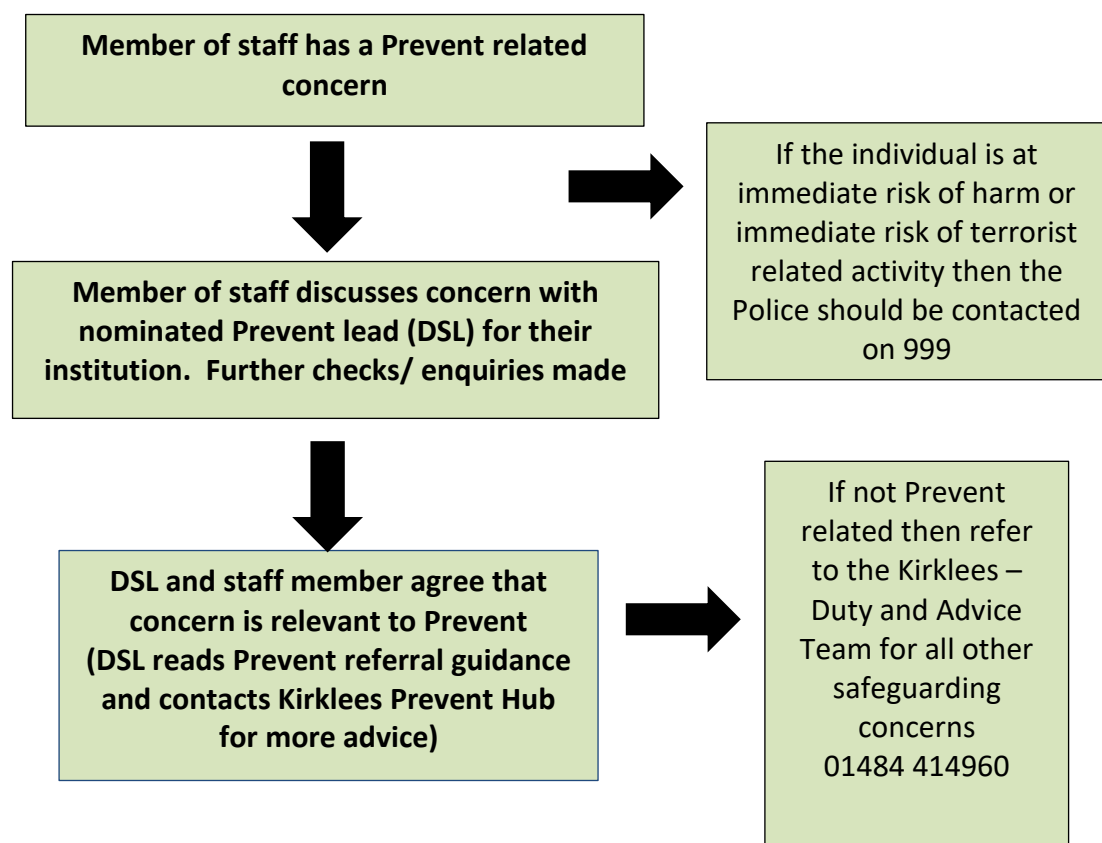 Member of staff has a Prevent related
concern
If the individual is at
immediate risk of harm or
immediate risk of terrorist
related activity then the
Police should be contacted
on 999
Member of staff discusses concern with
nominated Prevent lead (DSL) for their
institution.  Further checks/ enquiries made
DSL and staff member agree that
concern is relevant to Prevent
(DSL reads Prevent referral guidance
and contacts Kirklees Prevent Hub
for more advice)
If not Prevent
related then refer
to the Kirklees –
Duty and Advice
Team for all other
safeguarding
concerns
01484 414960